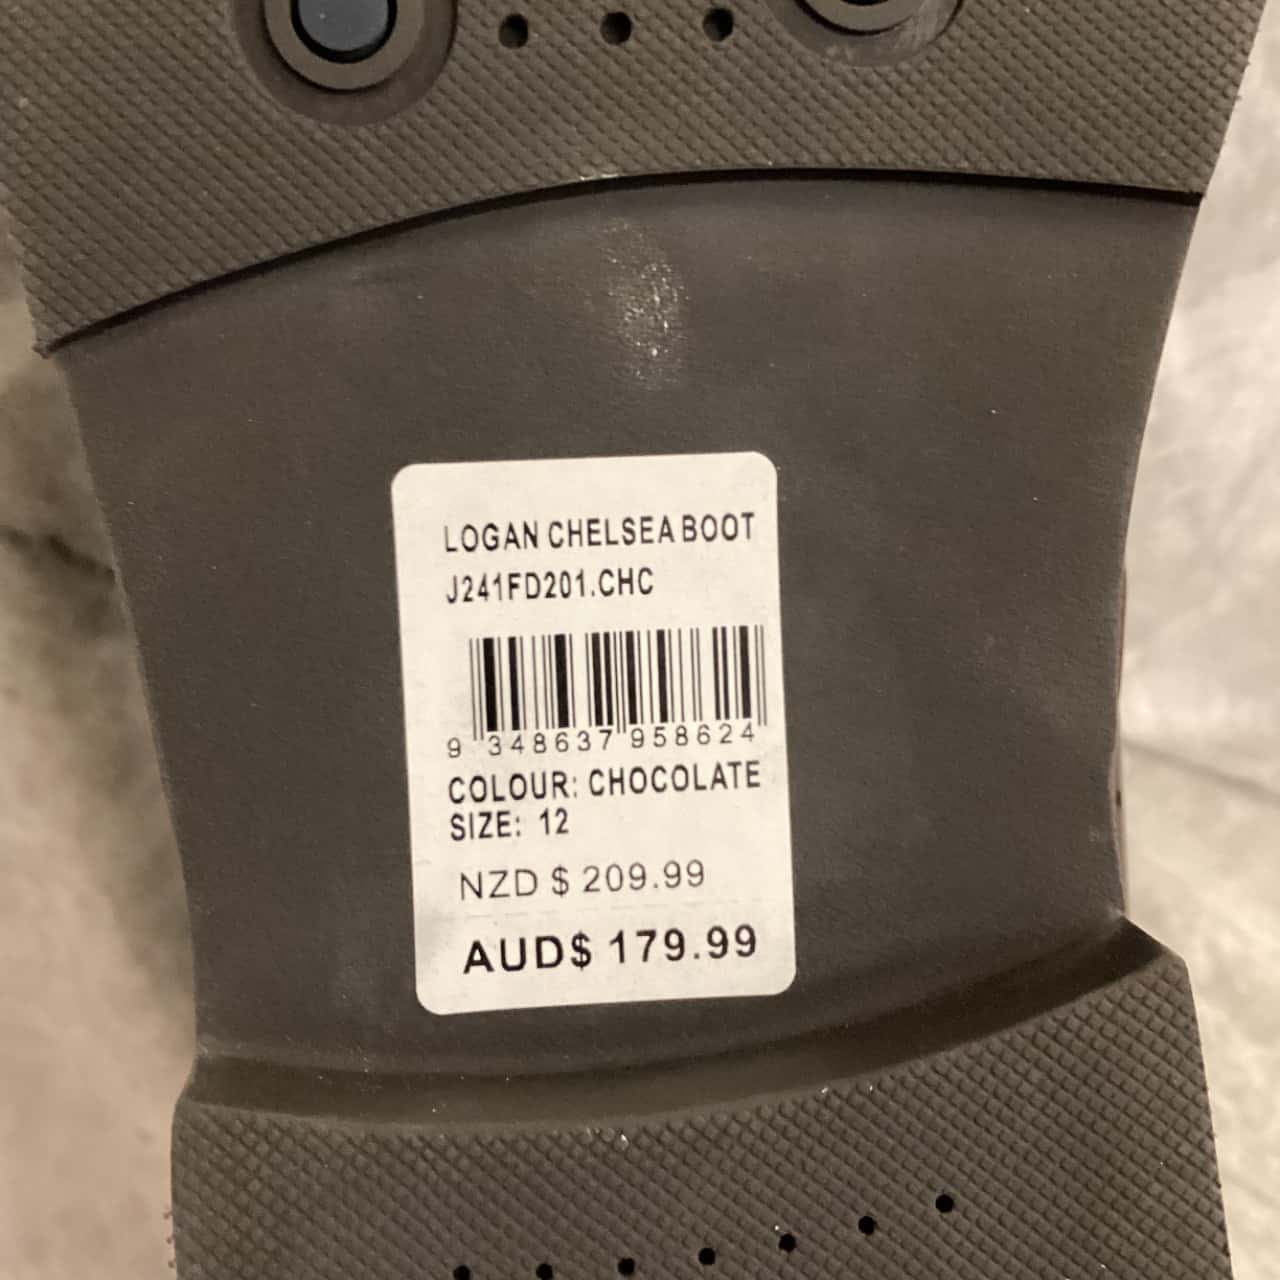 LOGAN CHELSEA BOOT
J241FD201.CHC
9 348637 958624
COLOUR: CHOCOLATE
SIZE: 12
NZD $ 209.99
AUD$ 179.99